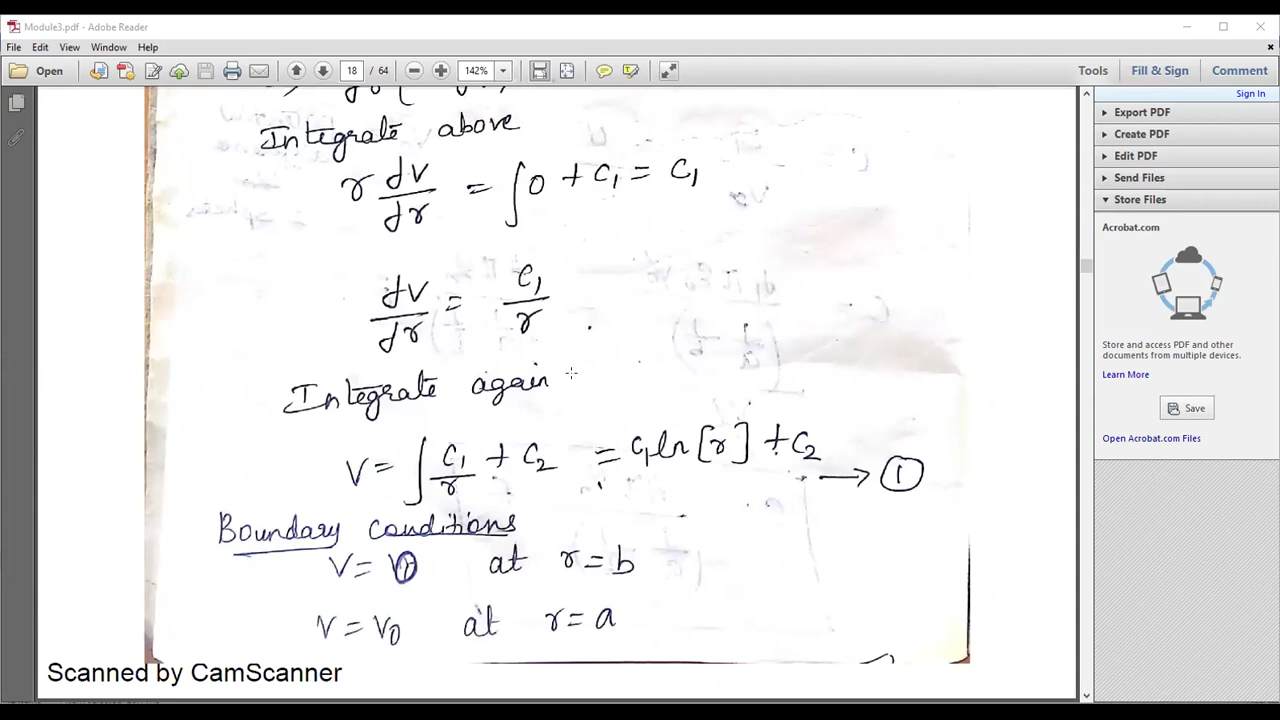 Module3.pdf - Adobe Reader
File Edit View Window Help
Open 18 / 64 142% Tools Fill & Sign Comment
Sign In
Export PDF
Create PDF
Edit PDF
Send Files
Store Files
Acrobat.com
Store and access PDF and other
documents from multiple devices.
Learn More
Save
Open Acrobat.com Files
Integrate above
r dV/dr = ∫0 + C₁ = C₁
dV/dr = C₁/r .
Integrate again
V = ∫ C₁/r + C₂ = C₁ ln [r] + C₂ → ①
Boundary conditions
V = at r = b
V = V₀ at r = a
Scanned by CamScanner